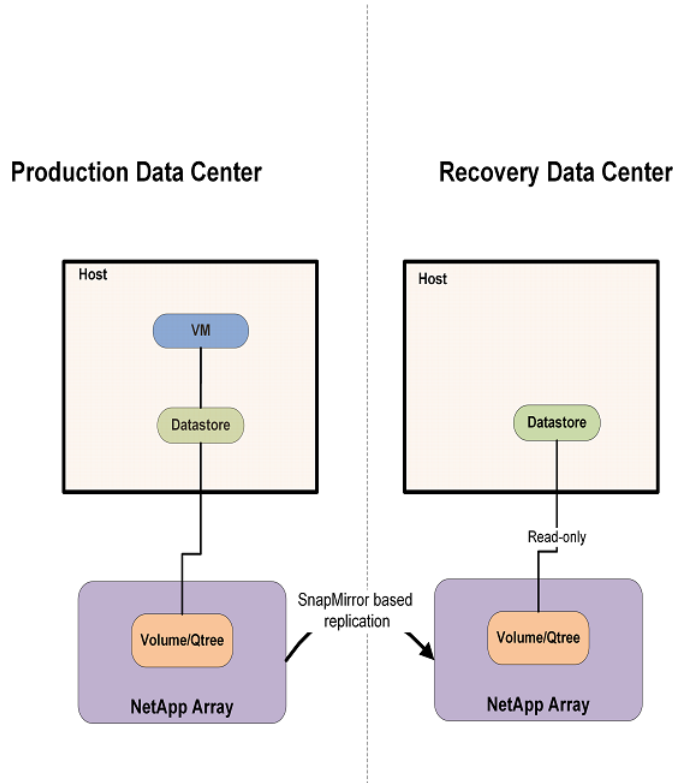 Production Data Center
Host
VM
Datastore
Volume/Qtree
NetApp Array
SnapMirror based
replication
Recovery Data Center
Host
Datastore
Read-only
Volume/Qtree
NetApp Array